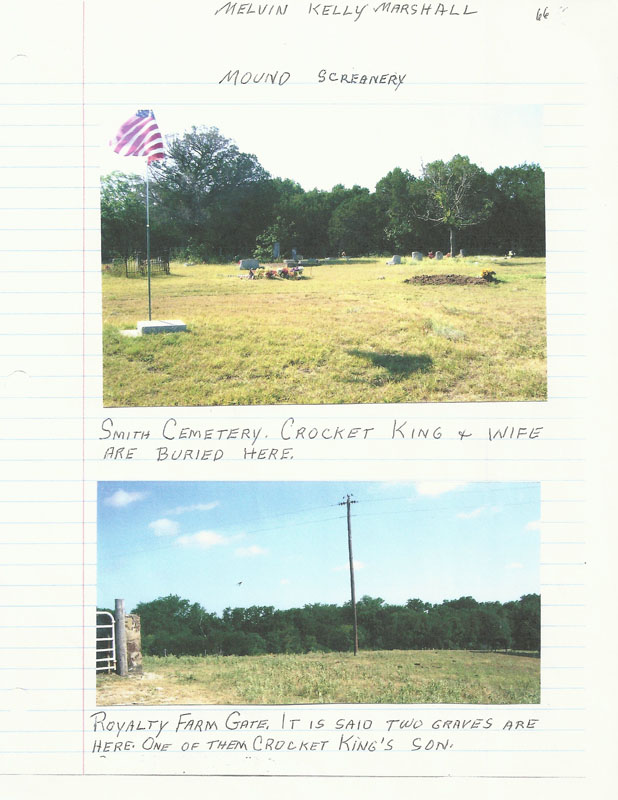 MELVIN KELLY MARSHALL 66
MOUND SCREANERY
SMITH CEMETERY. CROCKET KING & WIFE
ARE BURIED HERE.
ROYALTY FARM GATE. IT IS SAID TWO GRAVES ARE
HERE. ONE OF THEM CROCKET KING'S SON.